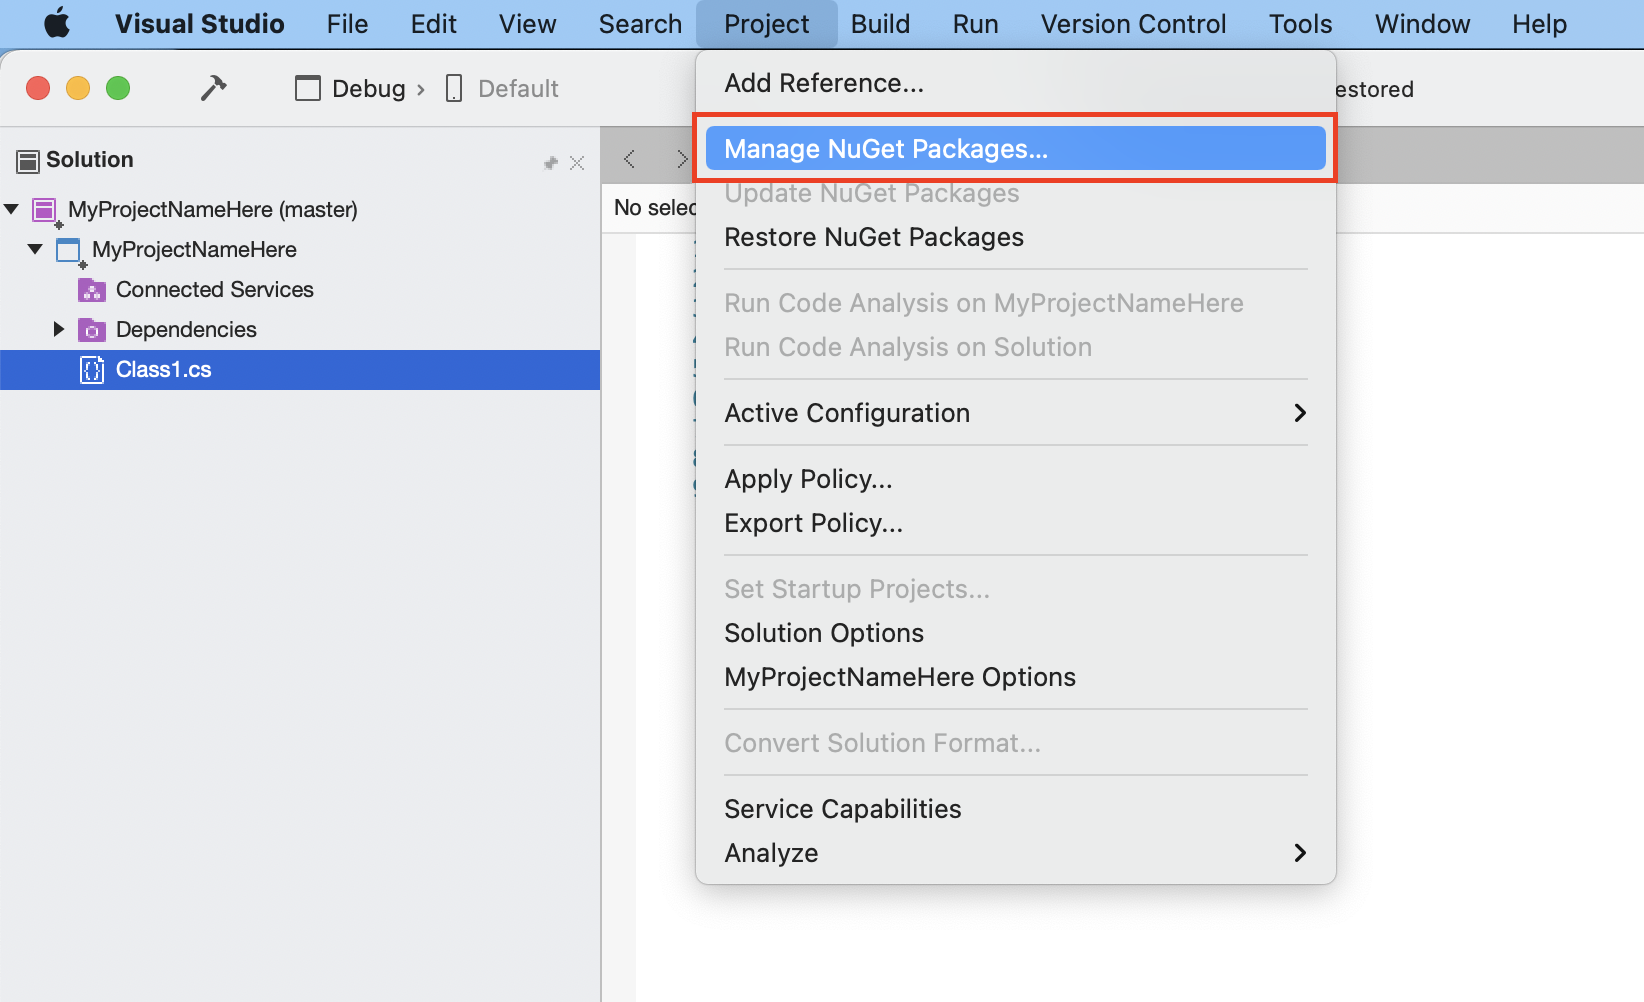 Visual Studio File Edit View Search Project Build Run Version Control Tools Window Help
Debug Default
estored
Solution
MyProjectNameHere (master)
MyProjectNameHere
Connected Services
Dependencies
Class1.cs
No selec
Add Reference...
Manage NuGet Packages...
Update NuGet Packages
Restore NuGet Packages
Run Code Analysis on MyProjectNameHere
Run Code Analysis on Solution
Active Configuration
Apply Policy...
Export Policy...
Set Startup Projects...
Solution Options
MyProjectNameHere Options
Convert Solution Format...
Service Capabilities
Analyze